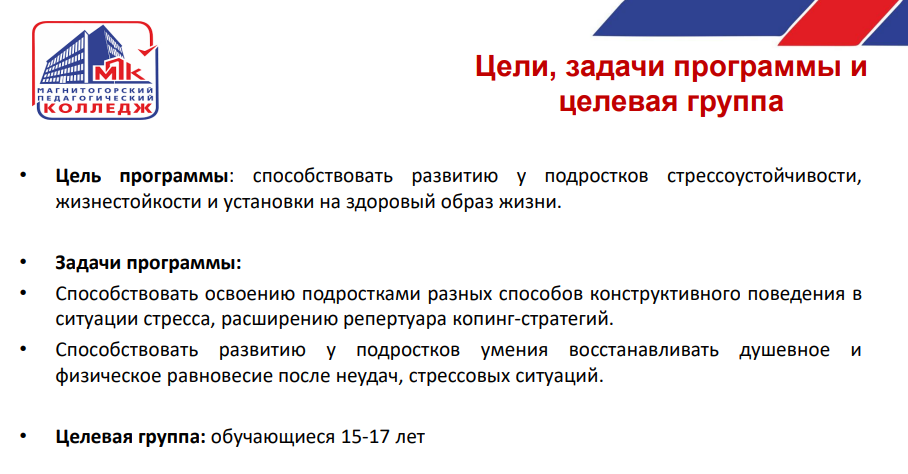 МПК
МАГНИТОГОРСКИЙ
ПЕДАГОГИЧЕСКИЙ
КОЛЛЕДЖ
Цели, задачи программы и
целевая группа
• Цель программы: способствовать развитию у подростков стрессоустойчивости,
жизнестойкости и установки на здоровый образ жизни.
• Задачи программы:
• Способствовать освоению подростками разных способов конструктивного поведения в
ситуации стресса, расширению репертуара копинг-стратегий.
• Способствовать развитию у подростков умения восстанавливать душевное и
физическое равновесие после неудач, стрессовых ситуаций.
• Целевая группа: обучающиеся 15-17 лет